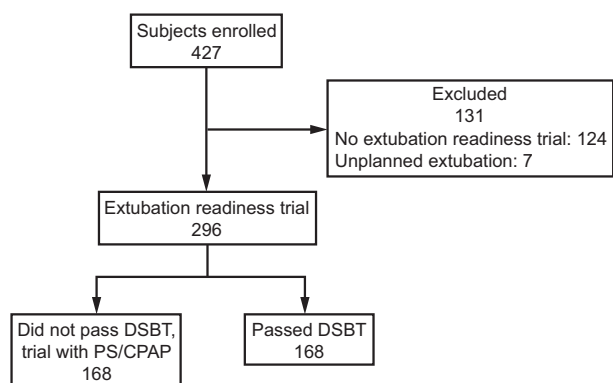 Subjects enrolled
427
Excluded
131
No extubation readiness trial: 124
Unplanned extubation: 7
Extubation readiness trial
296
Did not pass DSBT,
trial with PS/CPAP
168
Passed DSBT
168